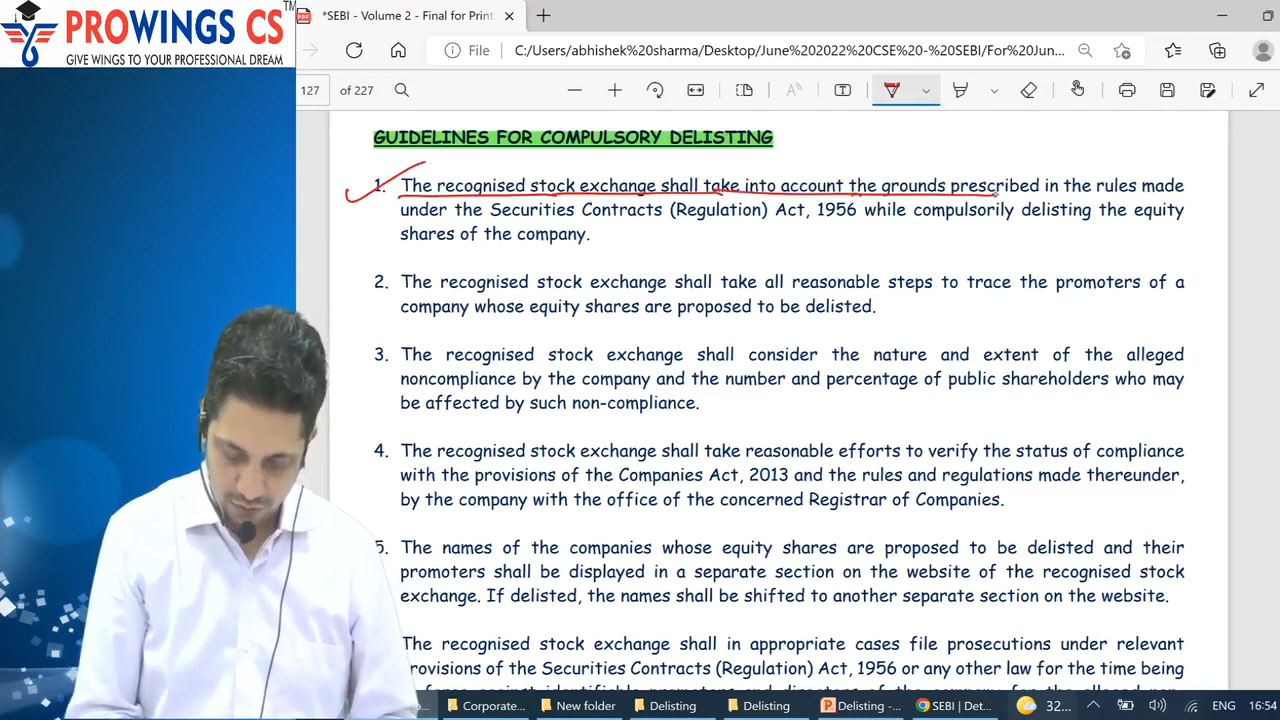 PROWINGS CS TM
GIVE WINGS TO YOUR PROFESSIONAL DREAM
*SEBI - Volume 2 - Final for Print
File C:/Users/abhishek%20sharma/Desktop/June%202022%20CSE%20-%20SEBI/For%20Jun...
127 of 227
GUIDELINES FOR COMPULSORY DELISTING
1. The recognised stock exchange shall take into account the grounds prescribed in the rules made
under the Securities Contracts (Regulation) Act, 1956 while compulsorily delisting the equity
shares of the company.
2. The recognised stock exchange shall take all reasonable steps to trace the promoters of a
company whose equity shares are proposed to be delisted.
3. The recognised stock exchange shall consider the nature and extent of the alleged
noncompliance by the company and the number and percentage of public shareholders who may
be affected by such non-compliance.
4. The recognised stock exchange shall take reasonable efforts to verify the status of compliance
with the provisions of the Companies Act, 2013 and the rules and regulations made thereunder,
by the company with the office of the concerned Registrar of Companies.
5. The names of the companies whose equity shares are proposed to be delisted and their
promoters shall be displayed in a separate section on the website of the recognised stock
exchange. If delisted, the names shall be shifted to another separate section on the website.
The recognised stock exchange shall in appropriate cases file prosecutions under relevant
provisions of the Securities Contracts (Regulation) Act, 1956 or any other law for the time being
Corporate... New folder Delisting Delisting Delisting -... SEBI | Det... 32... ENG 16:54